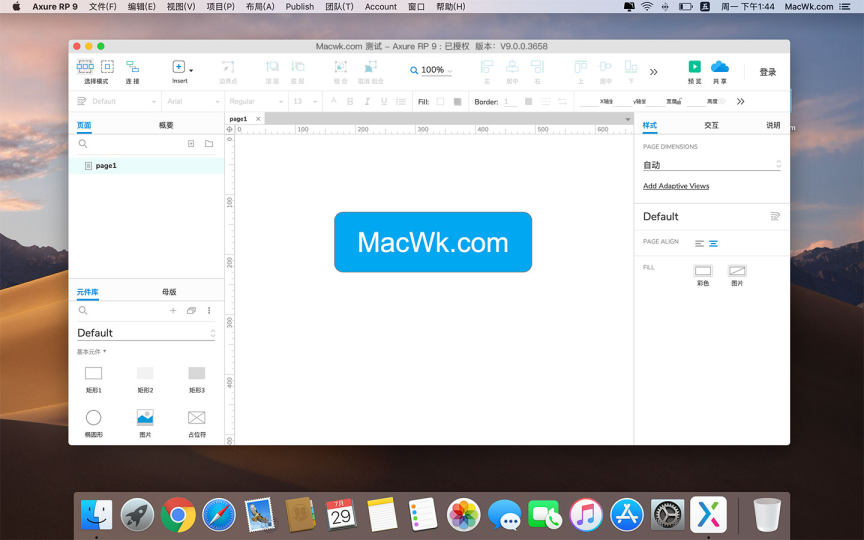 Axure RP 9 文件(F) 编辑(E) 视图(V) 项目(P) 布局(A) Publish 团队(T) Account 窗口 帮助(H) 周一 下午1:44 MacWk.com
Macwk.com 测试 - Axure RP 9 : 已授权 版本: V9.0.0.3658
选择模式 连接 Insert 边界点 顶层 底层 组合 取消组合 100% 左 居中 右 上 居中 下 预览 共享 登录
Default Arial Regular 13 Fill: Border: 1 X轴坐 y轴坐 宽度 高度
页面 概要 page1 样式 交互 说明
0 100 200 300 400 500 600
page1
PAGE DIMENSIONS
自动
Add Adaptive Views
Default
PAGE ALIGN
FILL
彩色 图片
0
100
200
300
400
MacWk.com
元件库 母版
Default
基本元件
矩形1 矩形2 矩形3
椭圆形 图片 占位符
7月
29